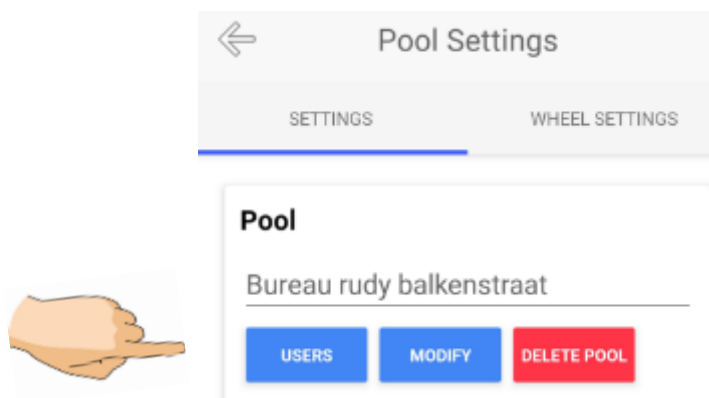 Pool Settings
SETTINGS WHEEL SETTINGS
Pool
Bureau rudy balkenstraat
USERS MODIFY DELETE POOL